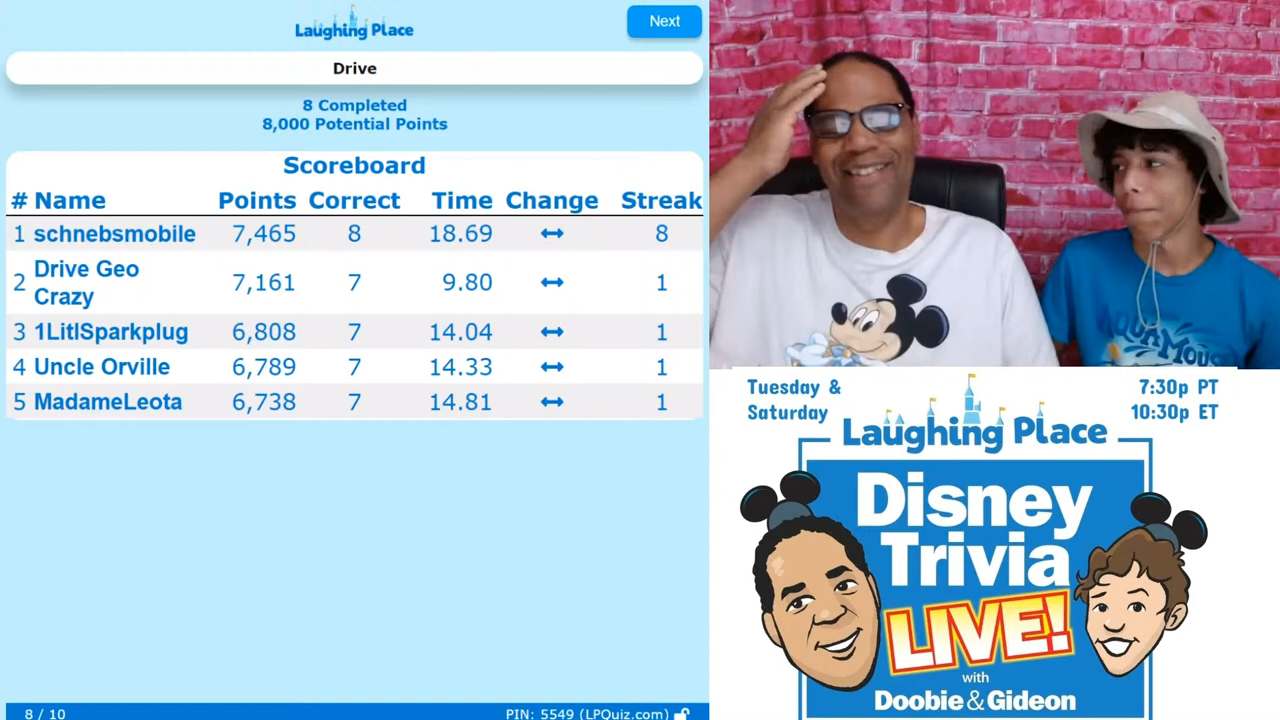 Laughing Place
Next
Drive
8 Completed
8,000 Potential Points
Scoreboard
# Name Points Correct Time Change Streak
1 schnebsmobile 7,465 8 18.69 8
2 Drive Geo Crazy 7,161 7 9.80 1
3 1LitlSparkplug 6,808 7 14.04 1
4 Uncle Orville 6,789 7 14.33 1
5 MadameLeota 6,738 7 14.81 1
8 / 10
PIN: 5549 (LPQuiz.com)
AQUAMOUSE
Disney
Tuesday & 7:30p PT
Saturday 10:30p ET
Laughing Place
Disney
Trivia
LIVE!
with
Doobie & Gideon